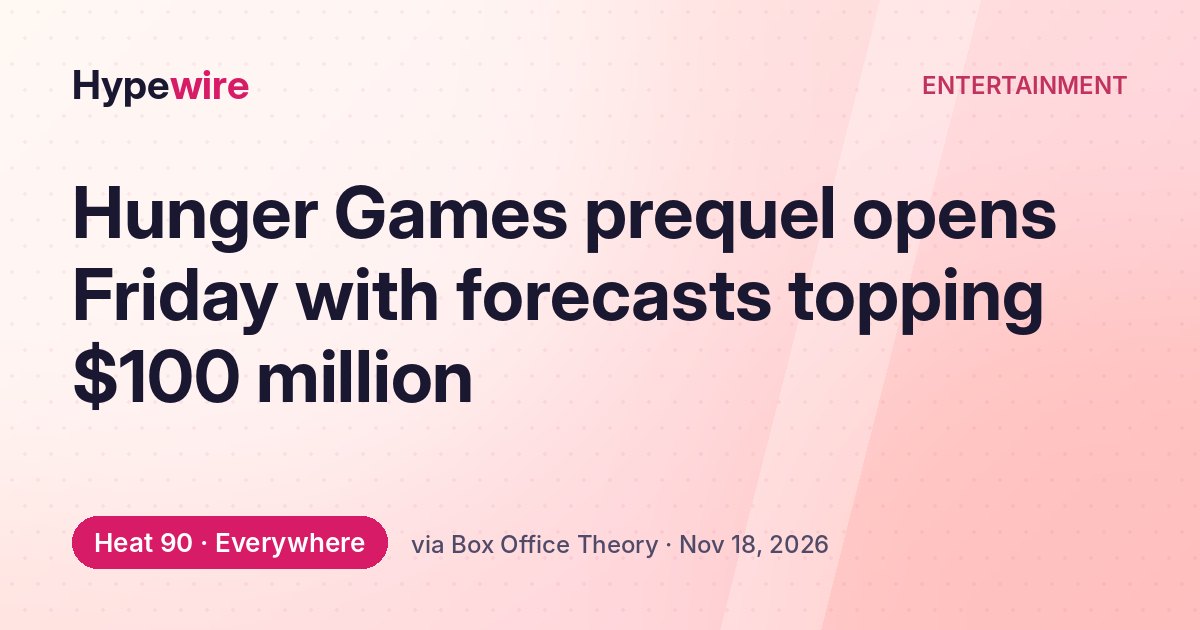 Hypewire
ENTERTAINMENT
Hunger Games prequel opens
Friday with forecasts topping
$100 million
Heat 90 · Everywhere
via Box Office Theory · Nov 18, 2026